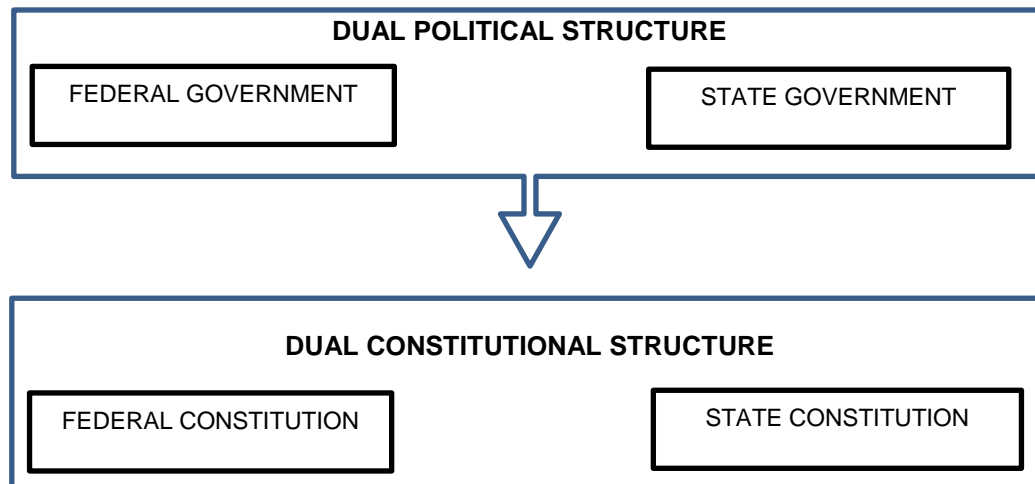 DUAL POLITICAL STRUCTURE
FEDERAL GOVERNMENT
STATE GOVERNMENT
DUAL CONSTITUTIONAL STRUCTURE
FEDERAL CONSTITUTION
STATE CONSTITUTION